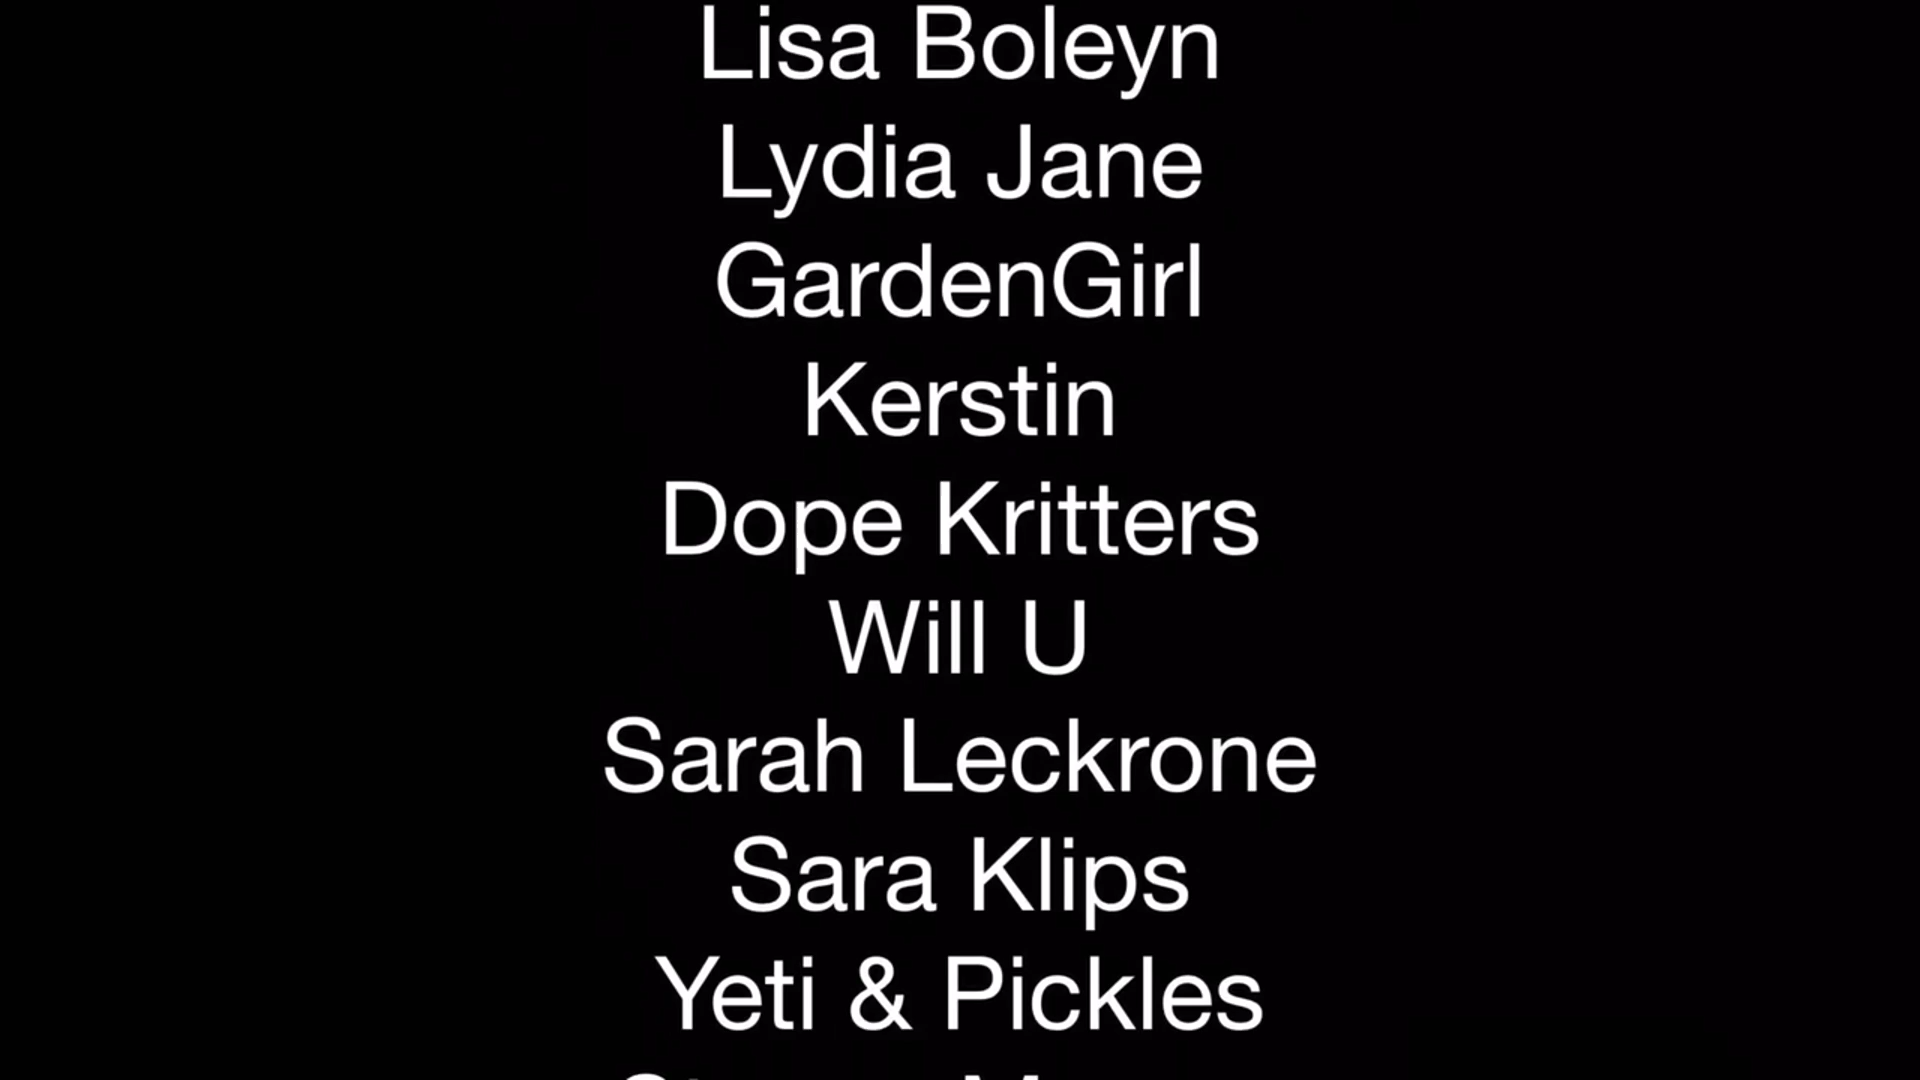 Lisa Boleyn
Lydia Jane
GardenGirl
Kerstin
Dope Kritters
Will U
Sarah Leckrone
Sara Klips
Yeti & Pickles